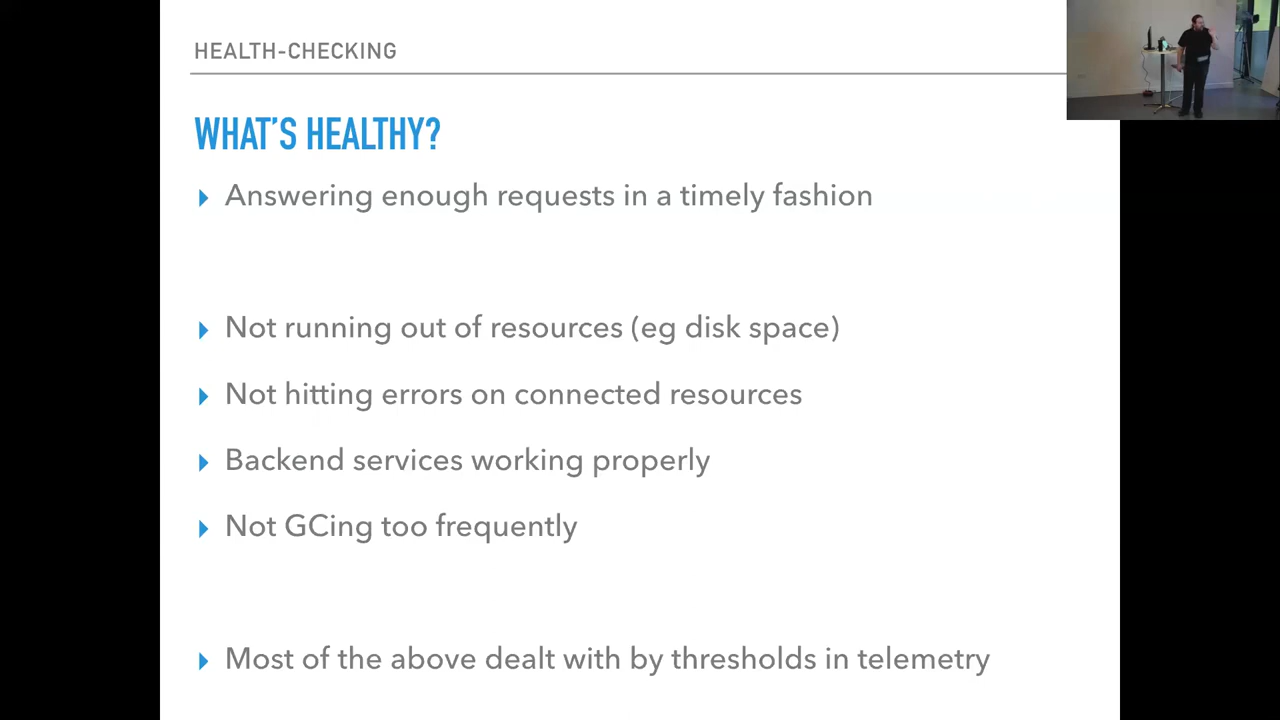 HEALTH-CHECKING
WHAT'S HEALTHY?
Answering enough requests in a timely fashion
Not running out of resources (eg disk space)
Not hitting errors on connected resources
Backend services working properly
Not GCing too frequently
Most of the above dealt with by thresholds in telemetry